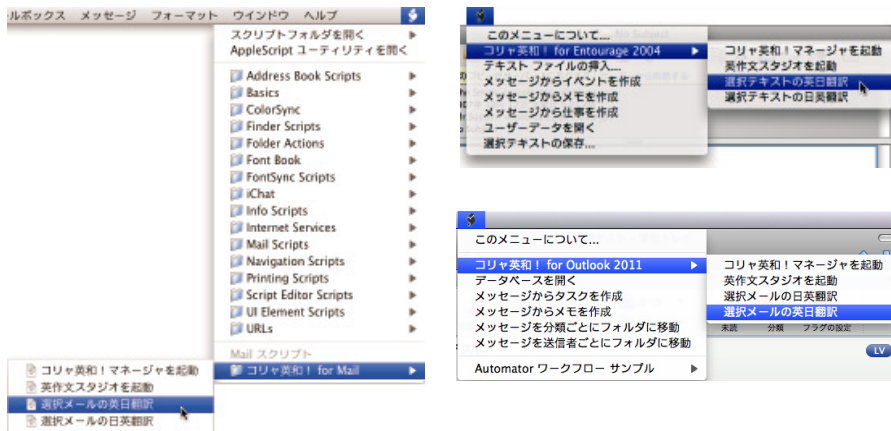 ールボックス メッセージ フォーマット ウインドウ ヘルプ
スクリプトフォルダを開く
AppleScript ユーティリティを開く
Address Book Scripts
Basics
ColorSync
Finder Scripts
Folder Actions
Font Book
FontSync Scripts
iChat
Info Scripts
Internet Services
Mail Scripts
Navigation Scripts
Printing Scripts
Script Editor Scripts
UI Element Scripts
URLs
Mail スクリプト
コリャ英和！ for Mail
コリャ英和！マネージャを起動
英作文スタジオを起動
選択メールの英日翻訳
選択メールの日英翻訳
このメニューについて...
コリャ英和！ for Entourage 2004
テキスト ファイルの挿入...
メッセージからイベントを作成
メッセージからメモを作成
メッセージから仕事を作成
ユーザーデータを開く
選択テキストの保存...
コリャ英和！マネージャを起動
英作文スタジオを起動
選択テキストの英日翻訳
選択テキストの日英翻訳
このメニューについて...
コリャ英和！ for Outlook 2011
データベースを開く
メッセージからタスクを作成
メッセージからメモを作成
メッセージを分類ごとにフォルダに移動
メッセージを送信者ごとにフォルダに移動
Automator ワークフロー サンプル
コリャ英和！マネージャを起動
英作文スタジオを起動
選択メールの日英翻訳
選択メールの英日翻訳
未読 分類 フラグの設定
LV